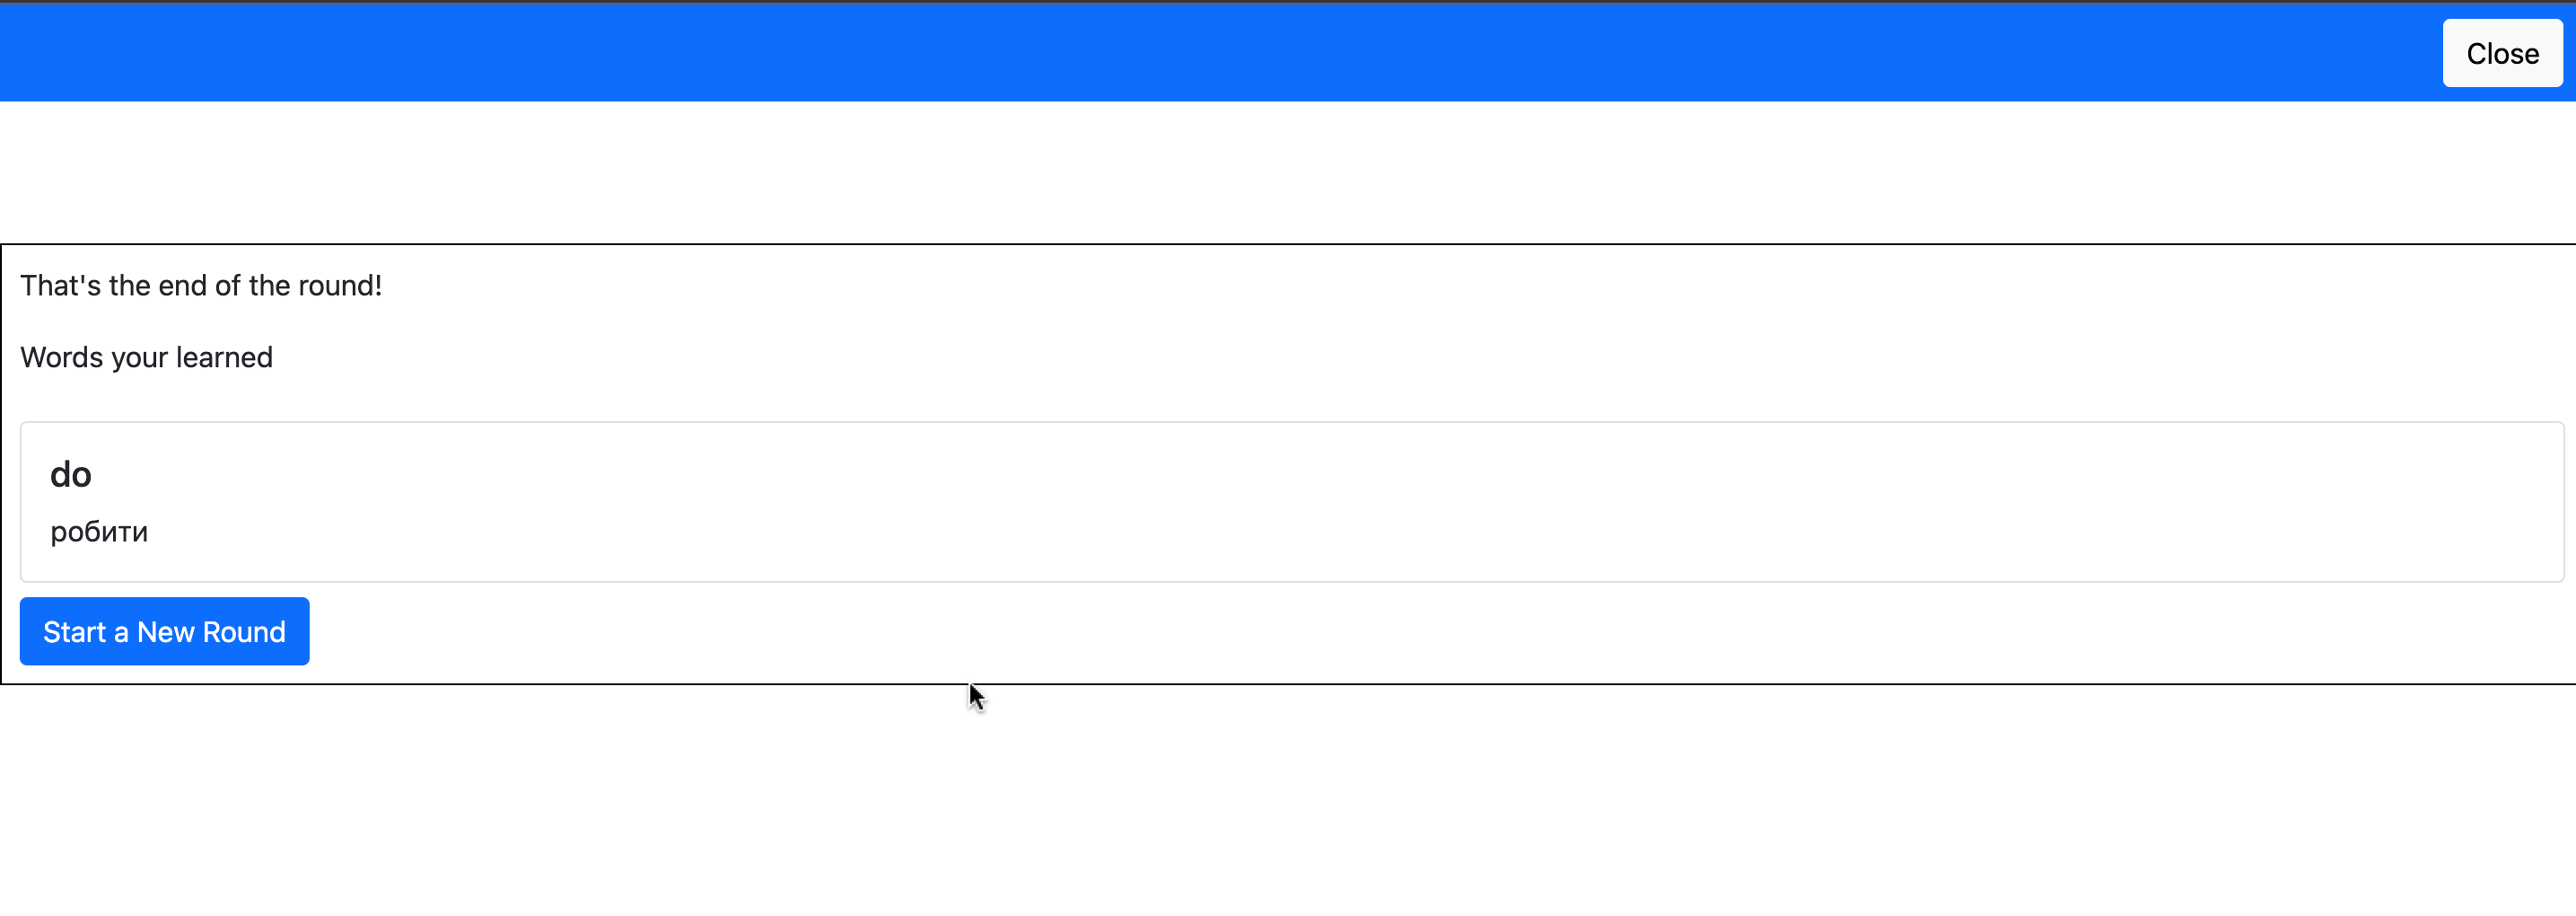 Close
That's the end of the round!
Words your learned
do
робити
Start a New Round